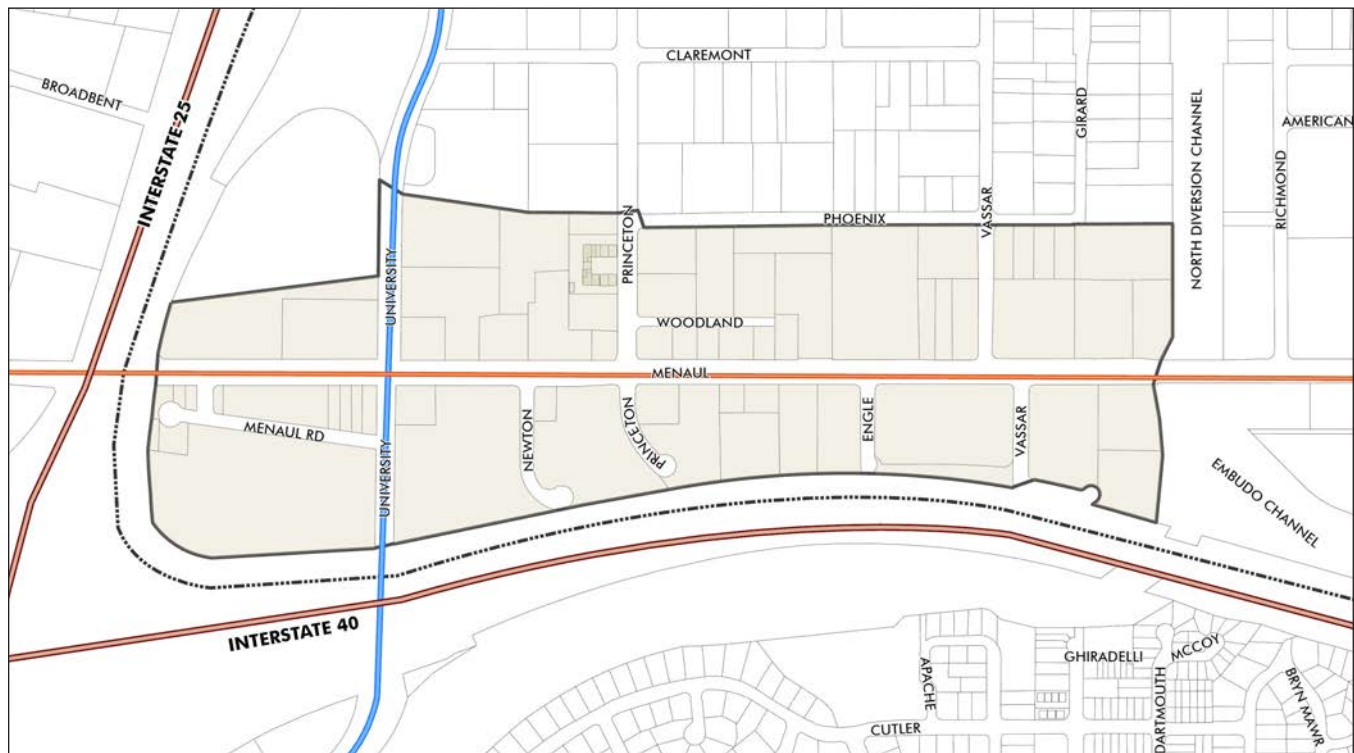 CLAREMONT
BROADBENT
INTERSTATE 25
GIRARD
NORTH DIVERSION CHANNEL
AMERICAN
RICHMOND
VASSAR
PHOENIX
PRINCETON
UNIVERSITY
WOODLAND
MENAUL
MENAUL RD
NEWTON
PRINCETON
ENGLE
VASSAR
UNIVERSITY
EMBUDO CHANNEL
INTERSTATE 40
APACHE
GHIRADELLI
MCCOY
DARTMOUTH
BRYN MAWR
CUTLER